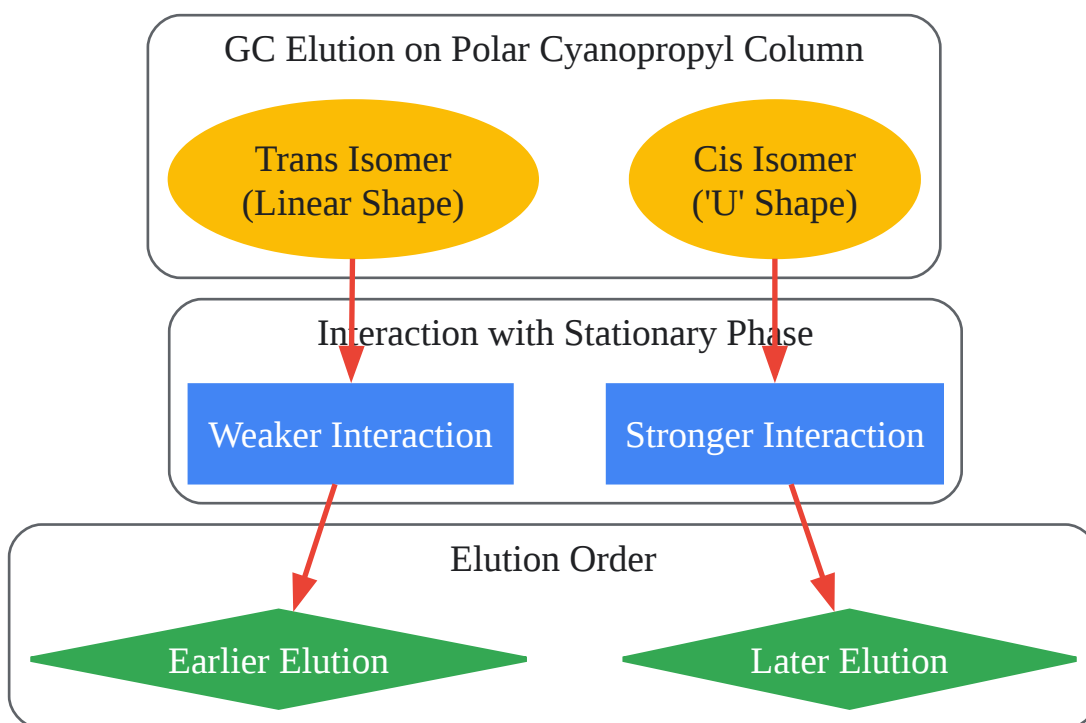 GC Elution on Polar Cyanopropyl Column
Trans Isomer
(Linear Shape)
Cis Isomer
('U' Shape)
Interaction with Stationary Phase
Weaker Interaction
Stronger Interaction
Elution Order
Earlier Elution
Later Elution